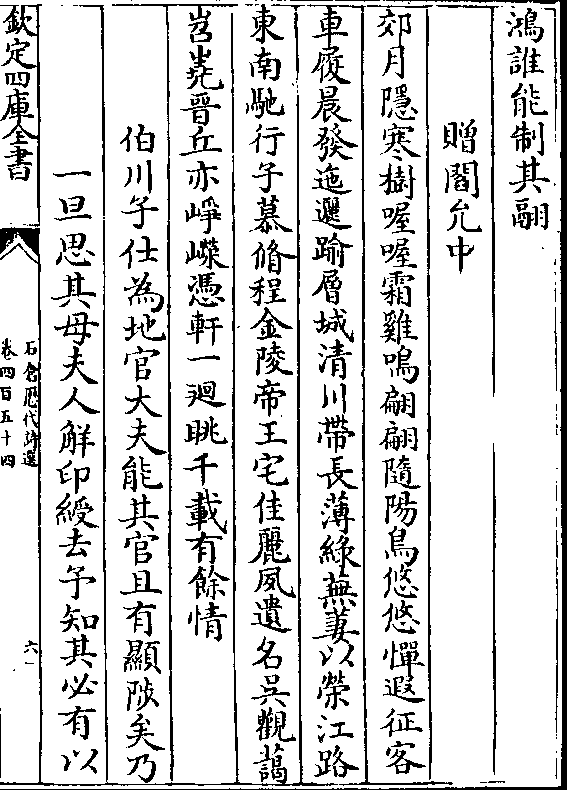 鴻誰能制其翮
贈閻允中
郊月隱寒樹喔喔霜雞鳴翩翩隨陽鳥悠悠憚遐征客
車履晨發迤邐踰層城清川帶長薄綠蕪萋以榮江路
東南馳行子慕脩程金陵帝王宅佳麗夙遺名吳觀藹
岧嶤晉丘亦崢嶸憑軒一迴眺千載有餘情
伯川子仕為地官大夫能其官且有顯陟矣乃
一旦思其母夫人解印綬去予知其必有以
欽定四庫全書
石倉歷代詩選
卷四百五十四
六